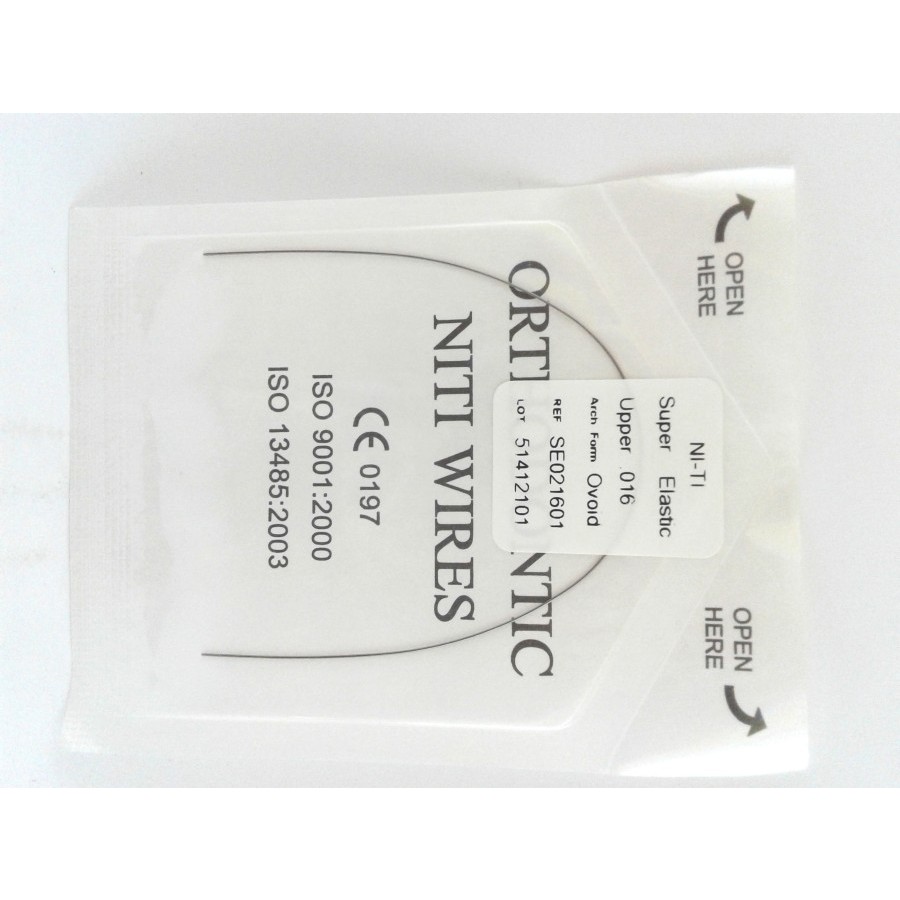 OPEN
HERE
OPEN
HERE
NI-TI
Super Elastic
Upper .016
Arch Form Ovoid
REF SE021601
LOT 51412101
NITI WIRES
CE 0197
ISO 9001:2000
ISO 13485:2003